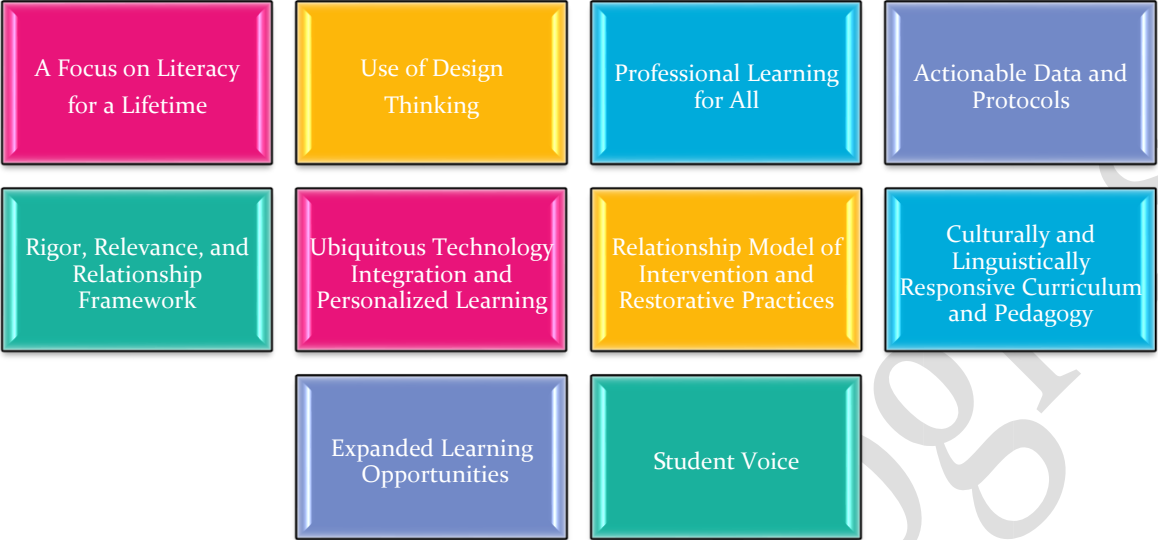 A Focus on Literacy
for a Lifetime
Use of Design
Thinking
Professional Learning
for All
Actionable Data and
Protocols
Rigor, Relevance, and
Relationship
Framework
Ubiquitous Technology
Integration and
Personalized Learning
Relationship Model of
Intervention and
Restorative Practices
Culturally and
Linguistically
Responsive Curriculum
and Pedagogy
Expanded Learning
Opportunities
Student Voice